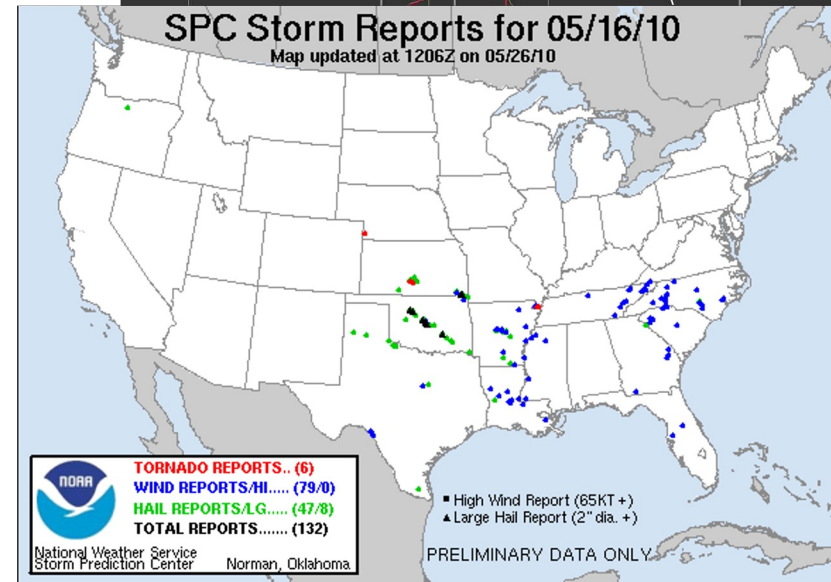 SPC Storm Reports for 05/16/10
Map updated at 1206Z on 05/26/10
NOAA
TORNADO REPORTS.. (6)
WIND REPORTS/HI..... (79/0)
HAIL REPORTS/LG..... (47/8)
TOTAL REPORTS....... (132)
National Weather Service
Storm Prediction Center Norman, Oklahoma
High Wind Report (65KT +)
Large Hail Report (2" dia. +)
PRELIMINARY DATA ONLY